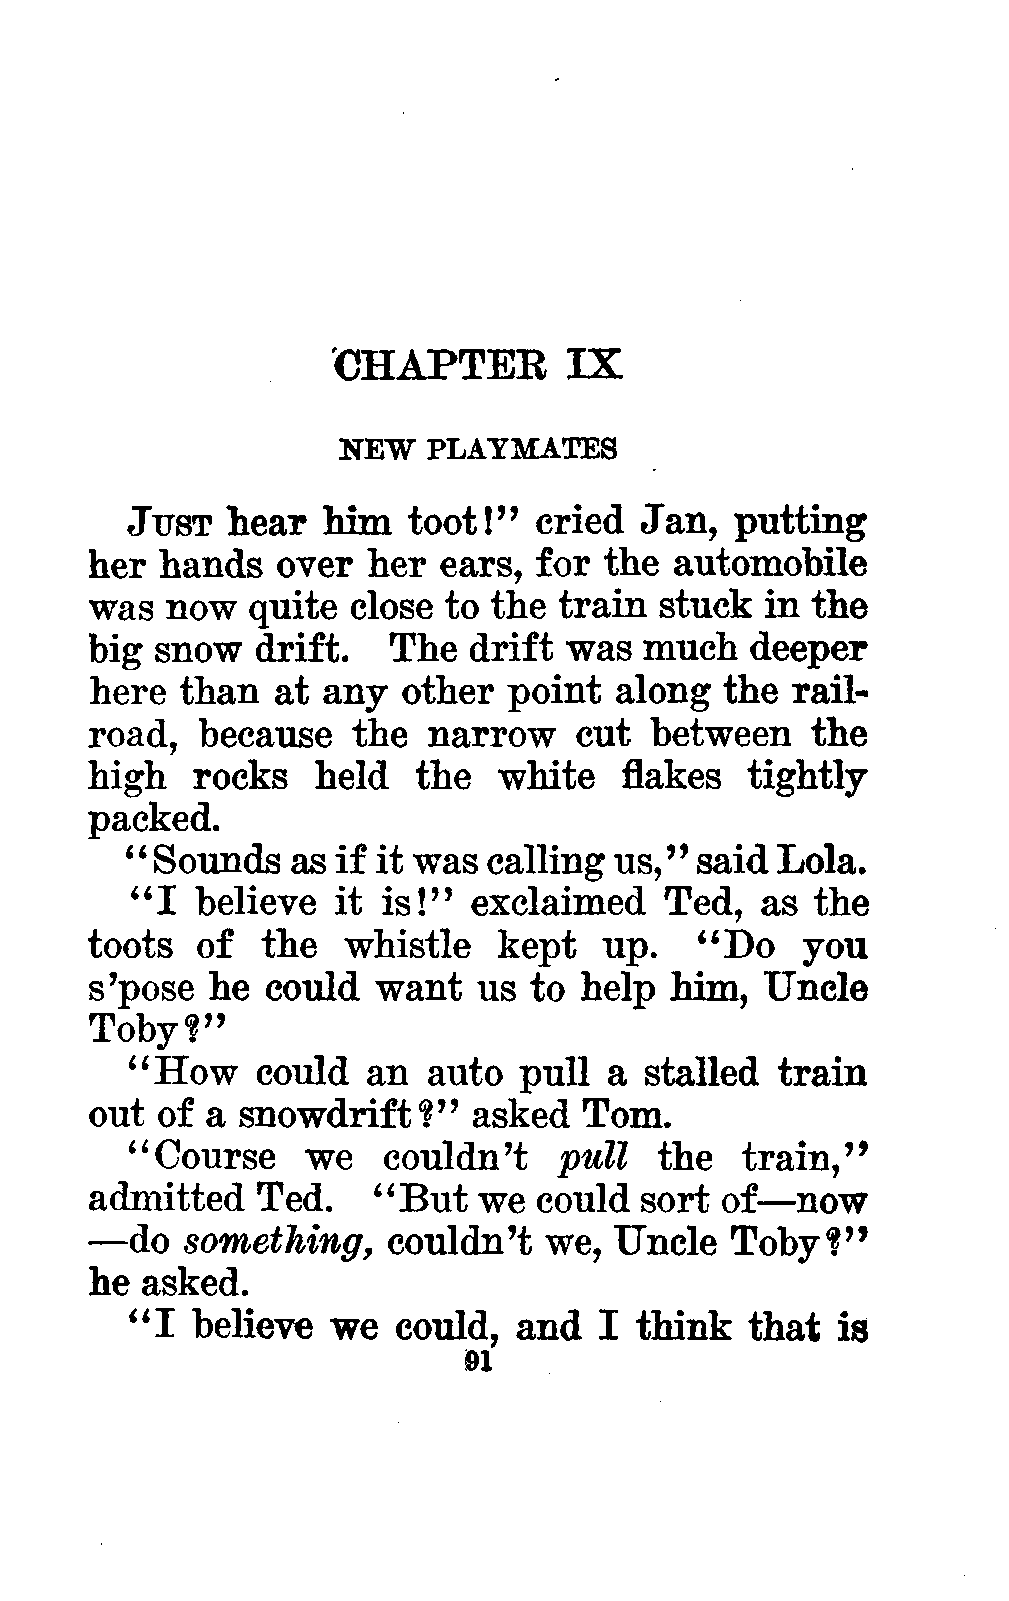 CHAPTER IX
NEW PLAYMATES
JUST hear him toot!” cried Jan, putting
her hands over her ears, for the automobile
was now quite close to the train stuck in the
big snow drift. The drift was much deeper
here than at any other point along the rail-
road, because the narrow cut between the
high rocks held the white flakes tightly
packed.
“Sounds as if it was calling us,” said Lola.
“I believe it is!” exclaimed Ted, as the
toots of the whistle kept up. “Do you
s’pose he could want us to help him, Uncle
Toby?”
“How could an auto pull a stalled train
out of a snowdrift?” asked Tom.
“Course we couldn’t pull the train,”
admitted Ted. “But we could sort of—now
—do something, couldn’t we, Uncle Toby?”
he asked.
“I believe we could, and I think that is
91